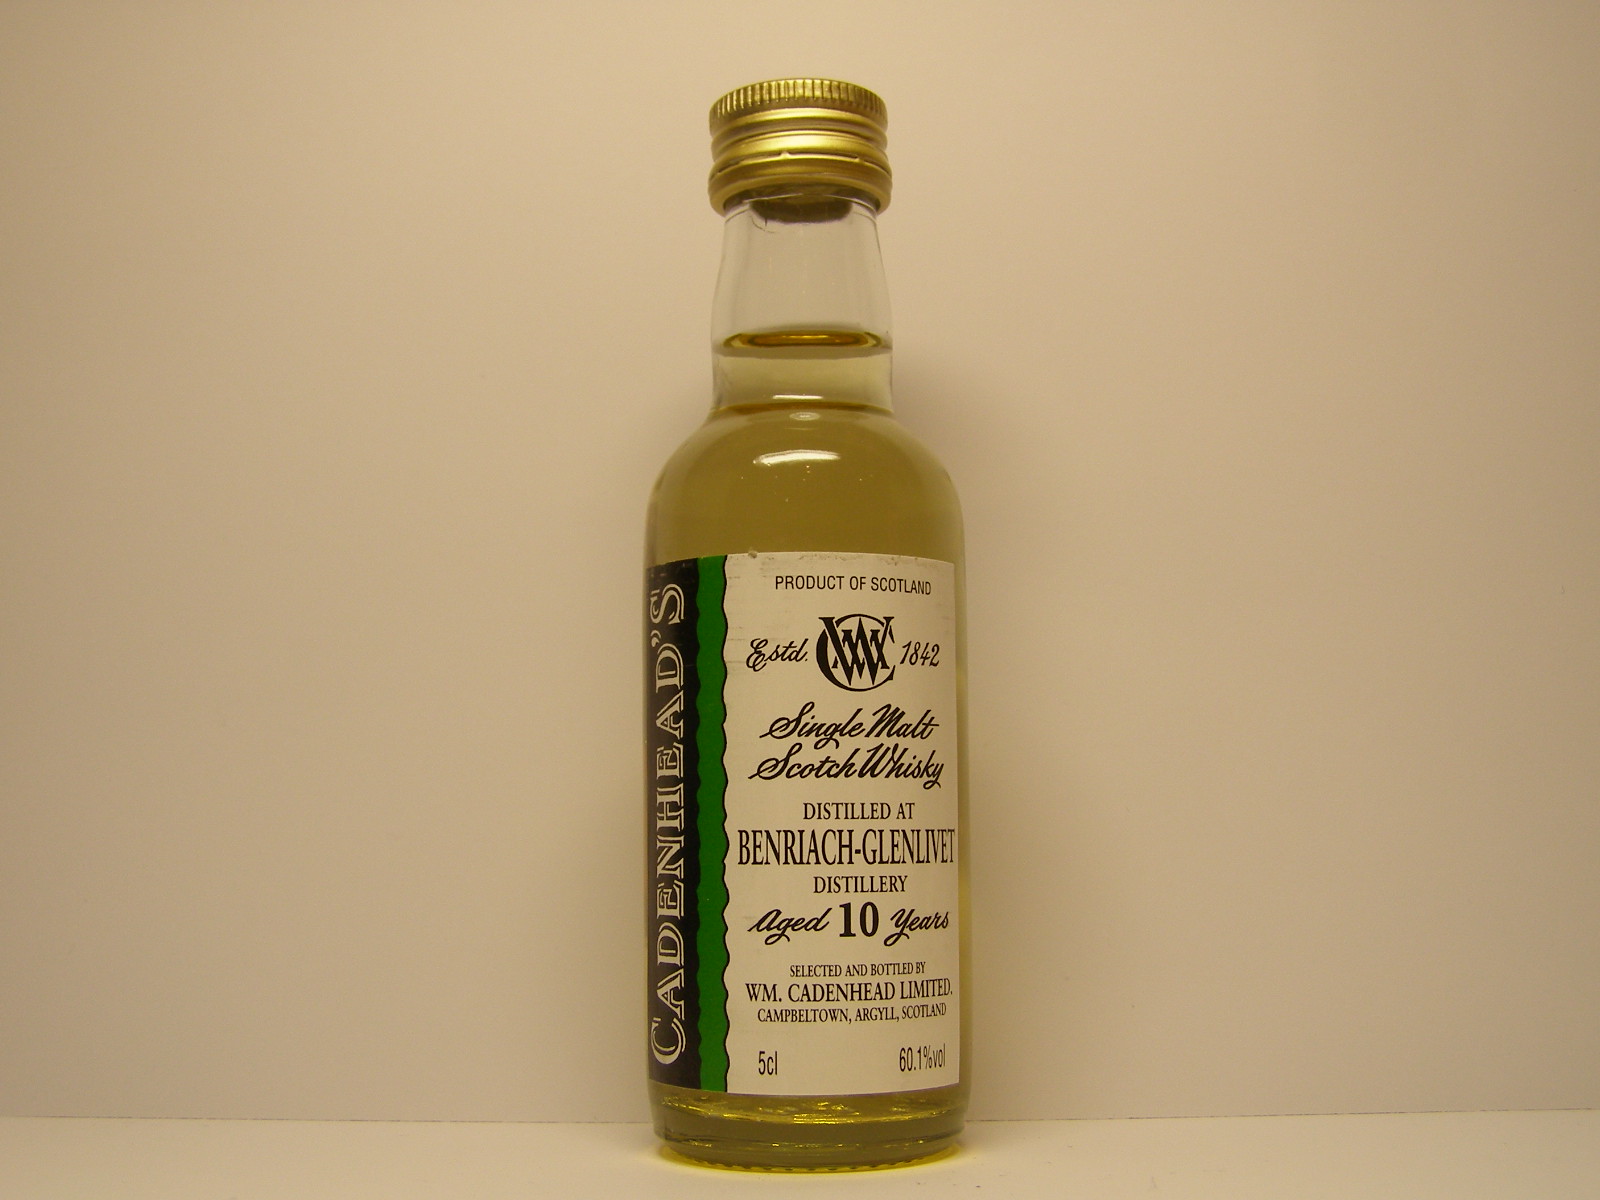 CADENHEAD'S
PRODUCT OF SCOTLAND
Estd. WC 1842
Single Malt
Scotch Whisky
DISTILLED AT
BENRIACH-GLENLIVET
DISTILLERY
Aged 10 Years
SELECTED AND BOTTLED BY
WM. CADENHEAD LIMITED.
CAMPBELTOWN, ARGYLL, SCOTLAND
5cl 60.1%vol